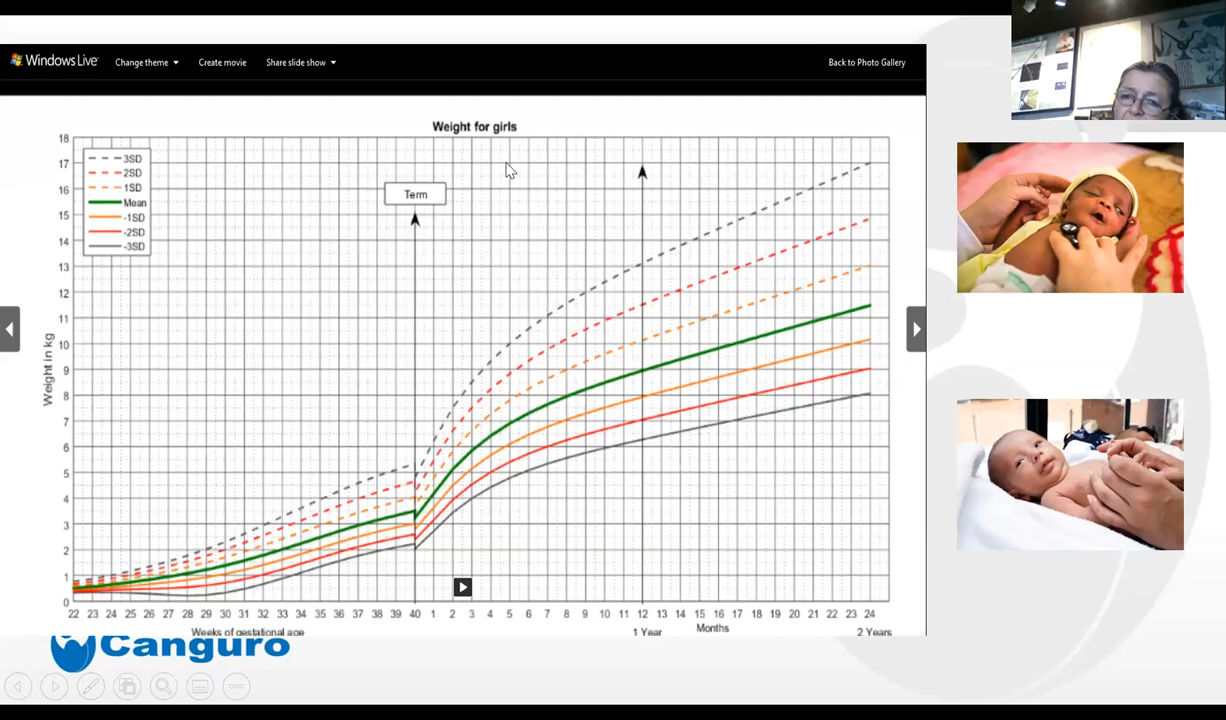 Windows Live
Change theme
Create movie
Share slide show
Back to Photo Gallery
Weight for girls
18
17
16
15
14
13
12
11
10
9
8
7
6
5
4
3
2
1
0
Weight in kg
3SD
2SD
1SD
Mean
-1SD
-2SD
-3SD
Term
22 23 24 25 26 27 28 29 30 31 32 33 34 35 36 37 38 39 40 1 2 3 4 5 6 7 8 9 10 11 12 13 14 15 16 17 18 19 20 21 22 23 24
Weeks of gestational age
1 Year
Months
2 Years
Canguro